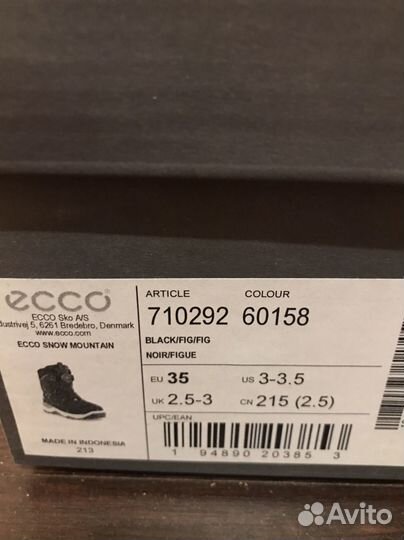 ecco
ECCO Sko A/S
dustrivej 5, 6261 Bredebro, Denmark
www.ecco.com
ECCO SNOW MOUNTAIN
MADE IN INDONESIA
213
ARTICLE COLOUR
710292 60158
BLACK/FIG/FIG
NOIR/FIGUE
EU 35 US 3-3.5
UK 2.5-3 CN 215 (2.5)
UPC/EAN
1 94890 20385 3
Avito